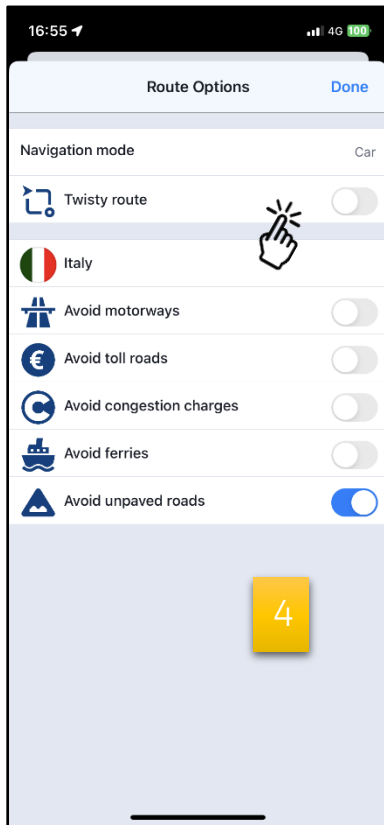 16:55 4G 100
Route Options Done
Navigation mode Car
Twisty route
Italy
Avoid motorways
€ Avoid toll roads
Avoid congestion charges
Avoid ferries
Avoid unpaved roads
4